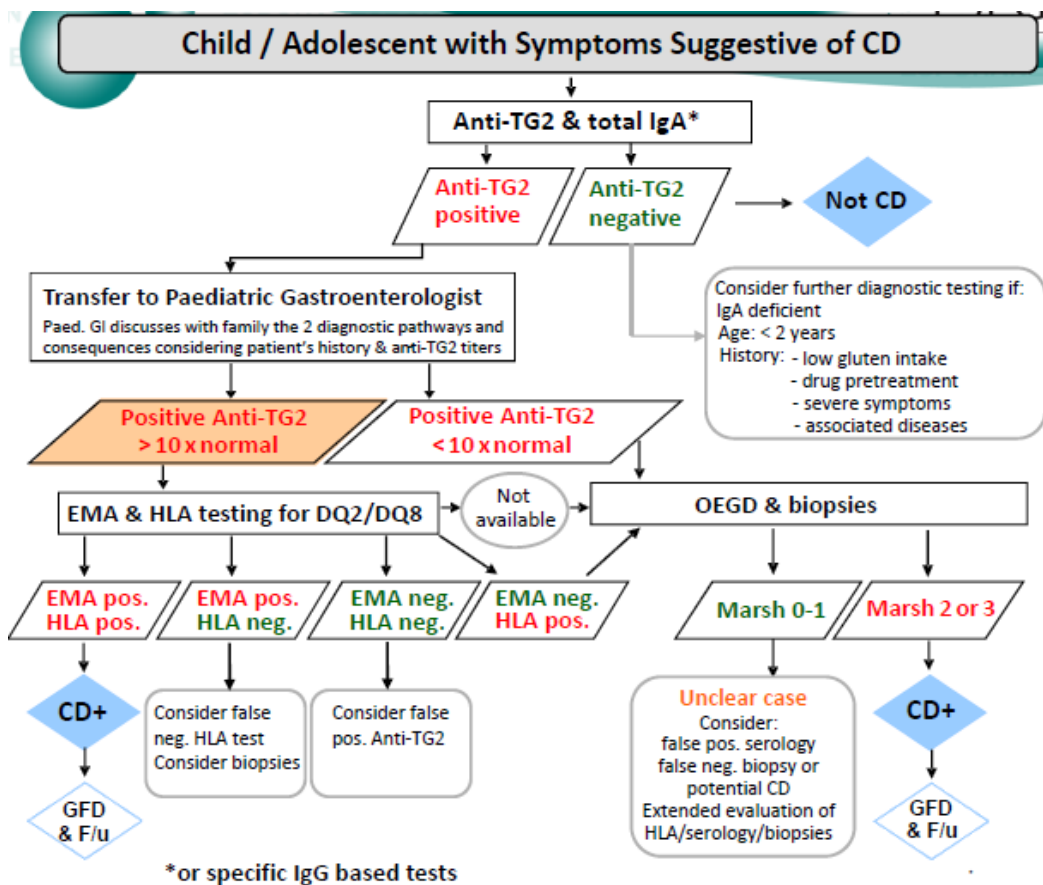 Child / Adolescent with Symptoms Suggestive of CD
Anti-TG2 & total IgA*
Anti-TG2
positive
Anti-TG2
negative
Not CD
Transfer to Paediatric Gastroenterologist
Paed. GI discusses with family the 2 diagnostic pathways and
consequences considering patient's history & anti-TG2 titers
Consider further diagnostic testing if:
IgA deficient
Age: < 2 years
History: - low gluten intake
- drug pretreatment
- severe symptoms
- associated diseases
Positive Anti-TG2
> 10 x normal
Positive Anti-TG2
< 10 x normal
EMA & HLA testing for DQ2/DQ8
Not
available
OEGD & biopsies
EMA pos.
HLA pos.
EMA pos.
HLA neg.
EMA neg.
HLA neg.
EMA neg.
HLA pos.
Marsh 0-1
Marsh 2 or 3
CD+
Consider false
neg. HLA test
Consider biopsies
Consider false
pos. Anti-TG2
Unclear case
Consider:
false pos. serology
false neg. biopsy or
potential CD
Extended evaluation of
HLA/serology/biopsies
CD+
GFD
& F/u
GFD
& F/u
*or specific IgG based tests